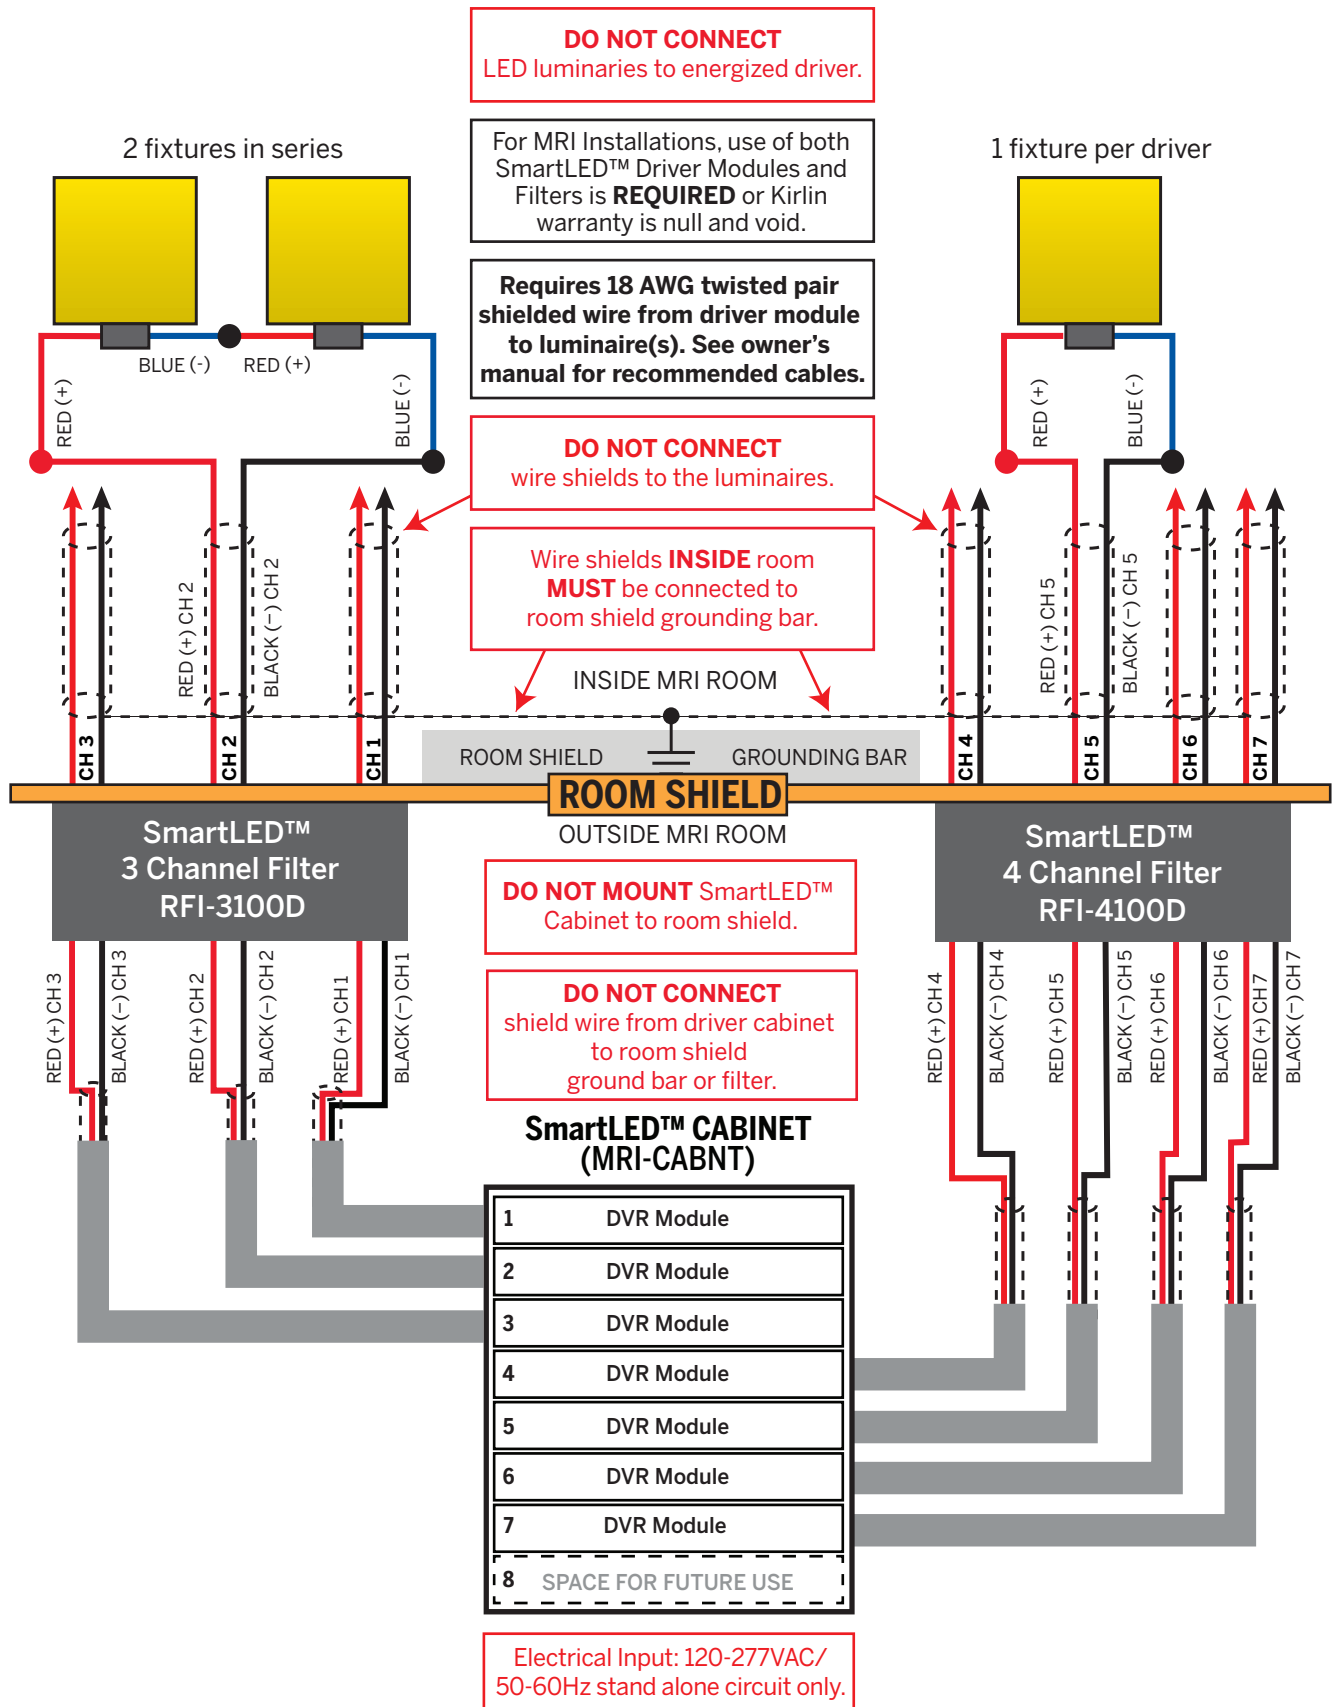 DO NOT CONNECT
LED luminaries to energized driver.
2 fixtures in series
For MRI Installations, use of both
SmartLED™ Driver Modules and
Filters is REQUIRED or Kirlin
warranty is null and void.
1 fixture per driver
Requires 18 AWG twisted pair
shielded wire from driver module
to luminaire(s). See owner's
manual for recommended cables.
BLUE (-)
RED (+)
RED (+)
BLUE (-)
RED (+)
BLUE (-)
DO NOT CONNECT
wire shields to the luminaires.
Wire shields INSIDE room
MUST be connected to
room shield grounding bar.
RED (+) CH 2
BLACK (–) CH 2
RED (+) CH 5
BLACK (–) CH 5
INSIDE MRI ROOM
CH 3
CH 2
CH 1
ROOM SHIELD
GROUNDING BAR
CH 4
CH 5
CH 6
CH 7
ROOM SHIELD
OUTSIDE MRI ROOM
SmartLED™
3 Channel Filter
RFI-3100D
SmartLED™
4 Channel Filter
RFI-4100D
DO NOT MOUNT SmartLED™
Cabinet to room shield.
RED (+) CH 3
BLACK (–) CH 3
RED (+) CH 2
BLACK (–) CH 2
RED (+) CH 1
BLACK (–) CH 1
RED (+) CH 4
BLACK (–) CH 4
RED (+) CH 5
BLACK (–) CH 5
RED (+) CH 6
BLACK (–) CH 6
RED (+) CH 7
BLACK (–) CH 7
DO NOT CONNECT
shield wire from driver cabinet
to room shield
ground bar or filter.
SmartLED™ CABINET
(MRI-CABNT)
1 DVR Module
2 DVR Module
3 DVR Module
4 DVR Module
5 DVR Module
6 DVR Module
7 DVR Module
8 SPACE FOR FUTURE USE
Electrical Input: 120-277VAC/
50-60Hz stand alone circuit only.